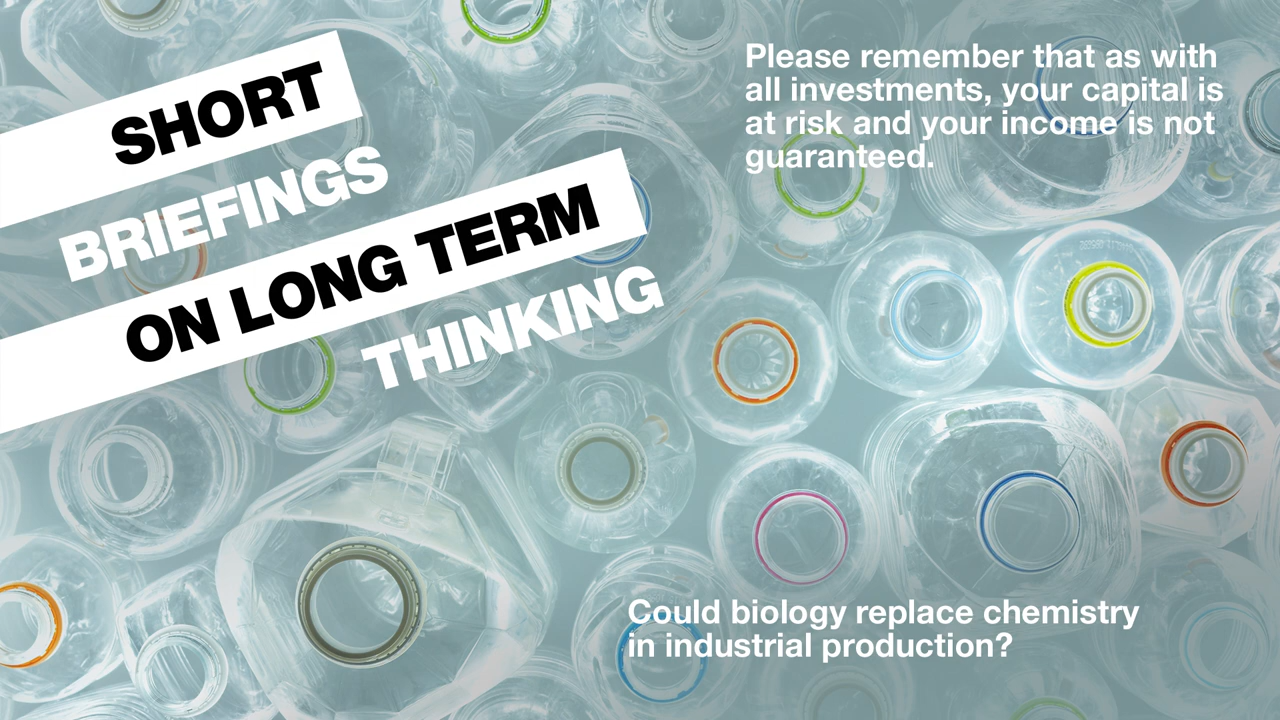 SHORT
BRIEFINGS
ON LONG TERM
THINKING
Please remember that as with
all investments, your capital is
at risk and your income is not
guaranteed.
Could biology replace chemistry
in industrial production?